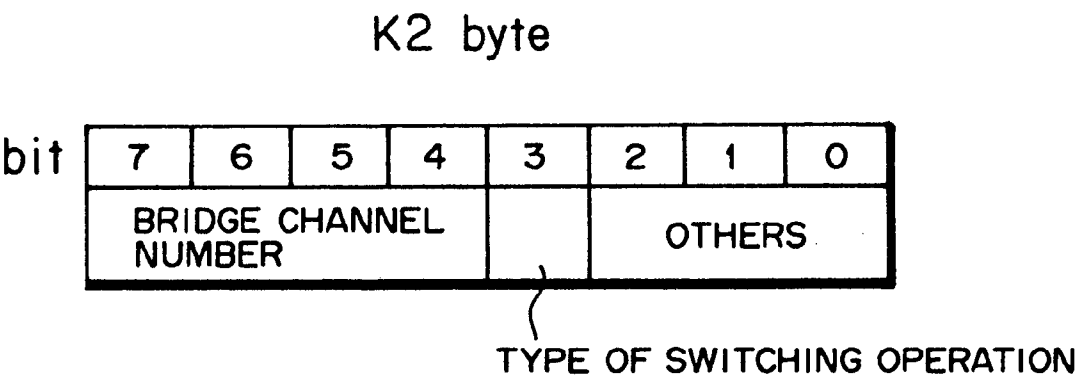 K2 byte
bit 7 6 5 4 3 2 1 0
BRIDGE CHANNEL
NUMBER
OTHERS
TYPE OF SWITCHING OPERATION